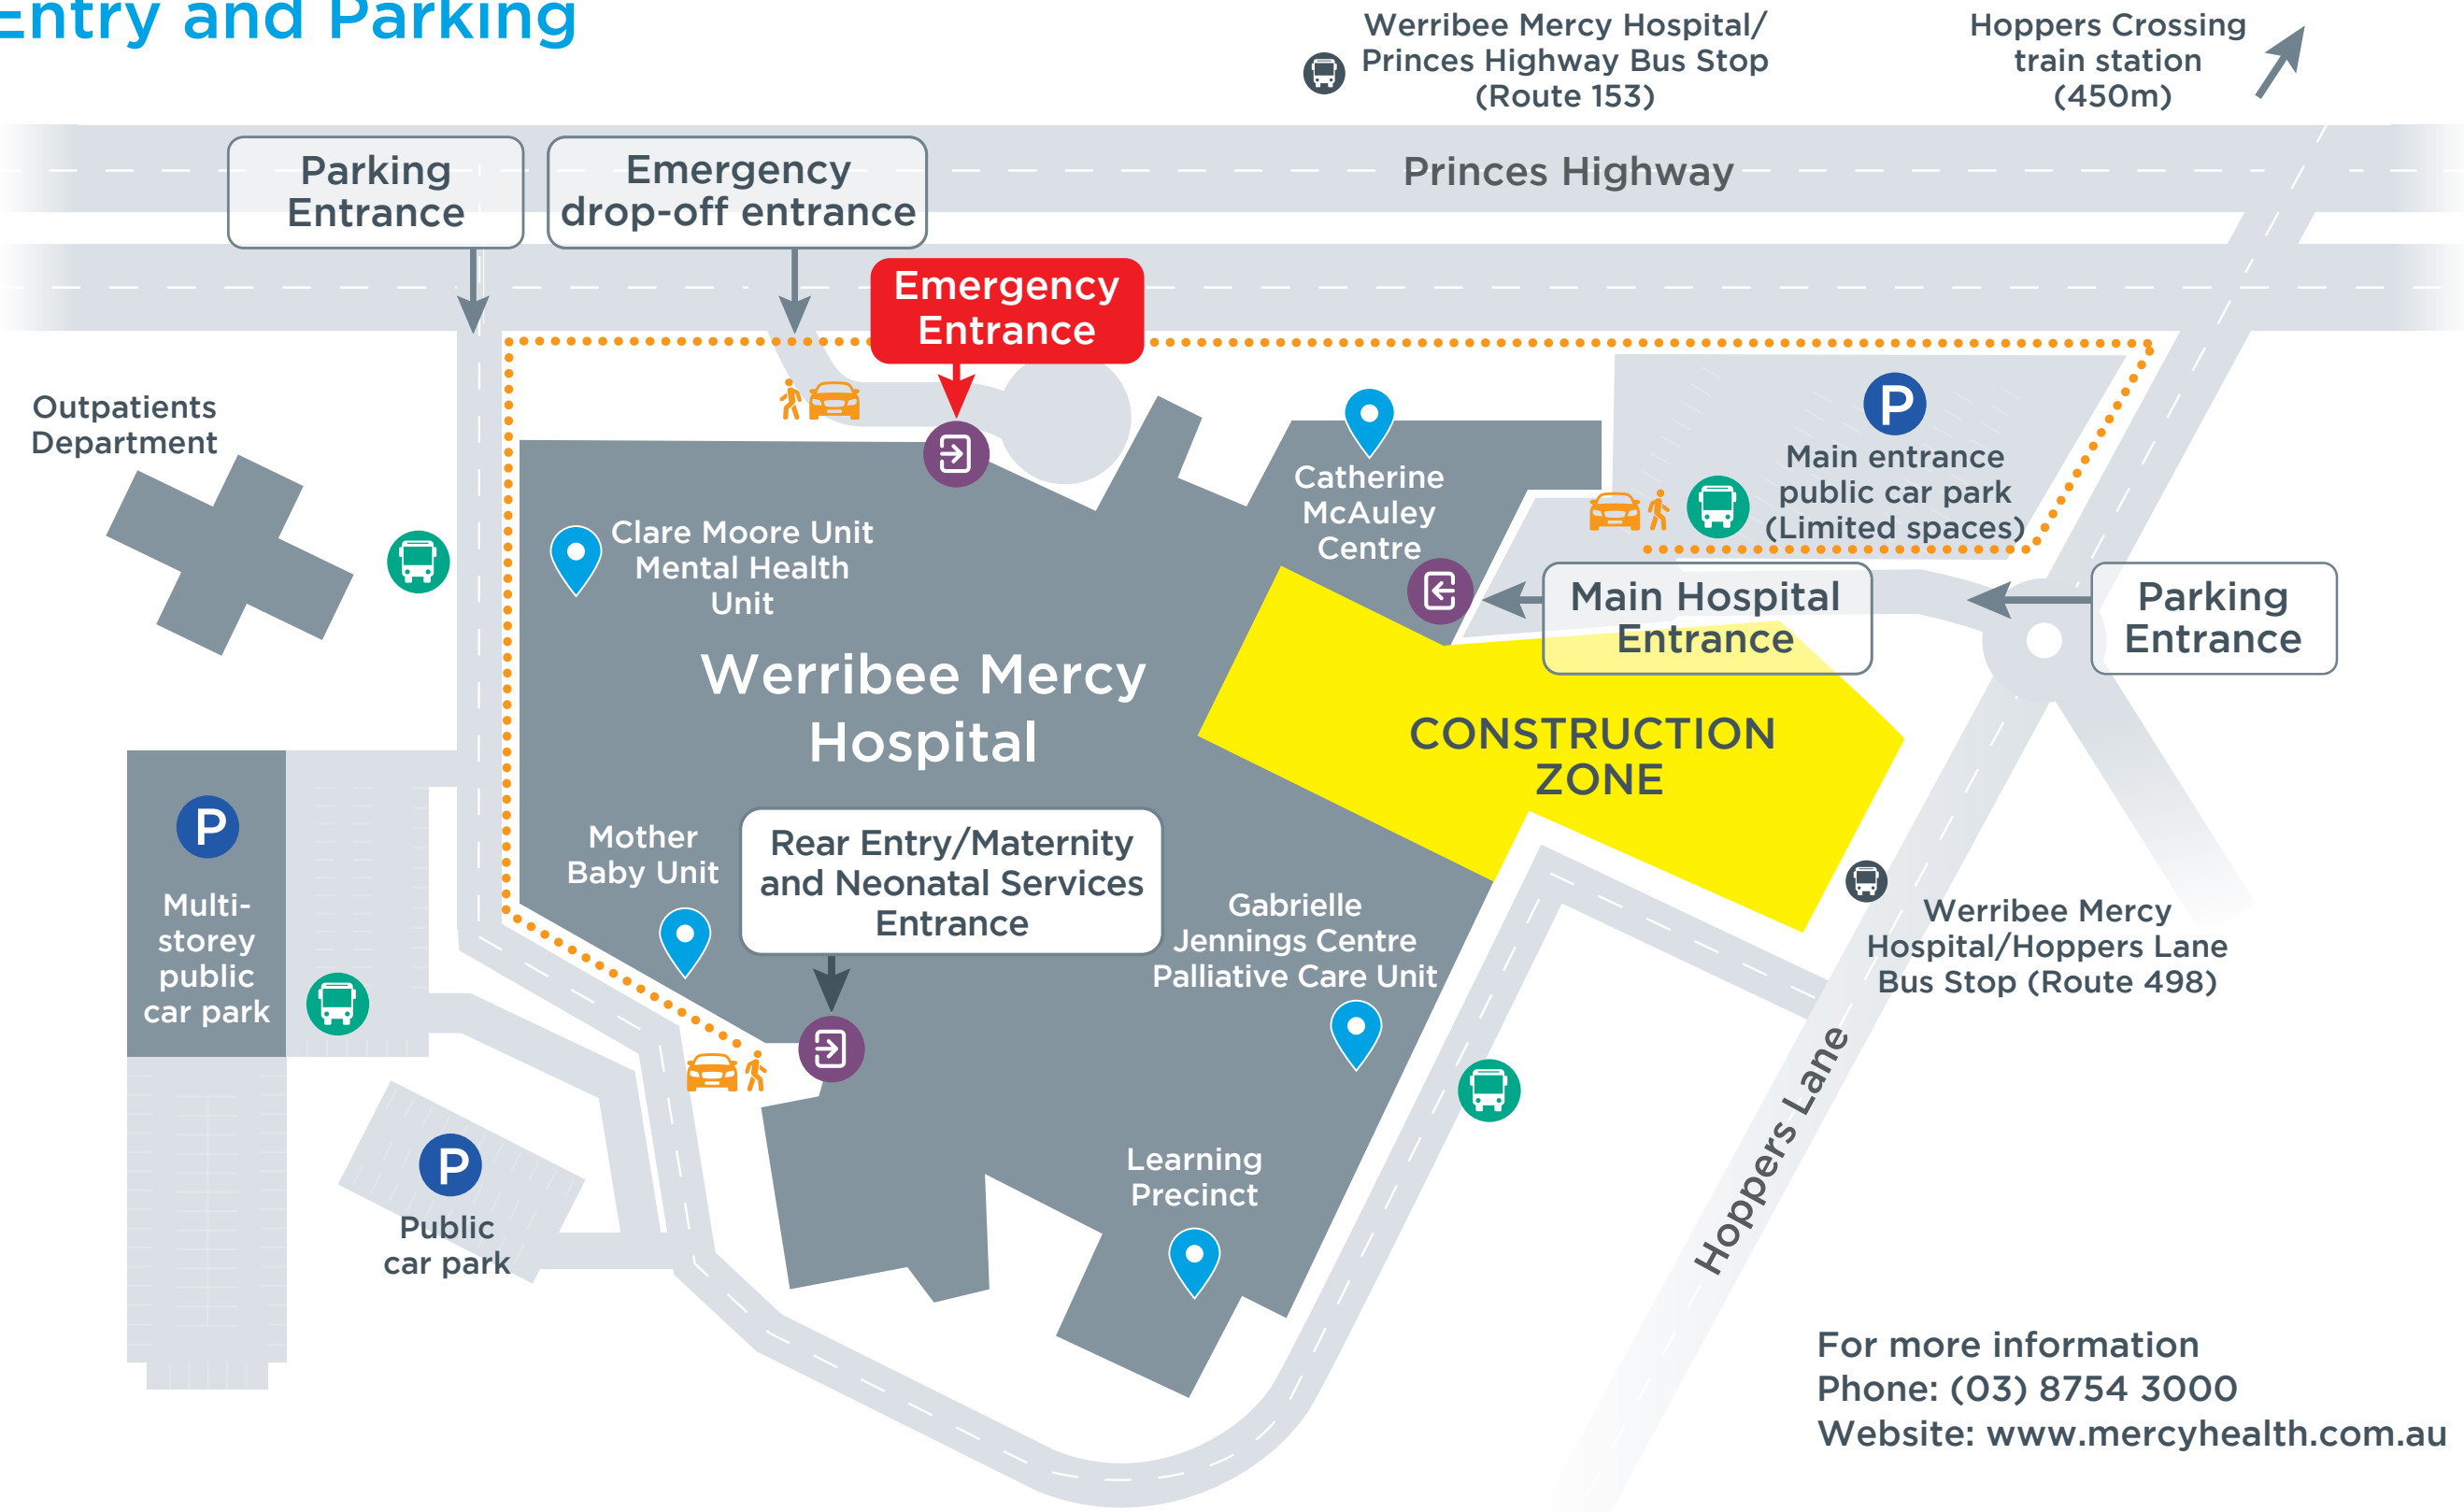 Entry and Parking
Werribee Mercy Hospital/
Princes Highway Bus Stop
(Route 153)
Hoppers Crossing
train station
(450m)
Princes Highway
Parking
Entrance
Emergency
drop-off entrance
Emergency
Entrance
Outpatients
Department
P
Main entrance
public car park
(Limited spaces)
Catherine
McAuley
Centre
Clare Moore Unit
Mental Health
Unit
Main Hospital
Entrance
Parking
Entrance
Werribee Mercy
Hospital
CONSTRUCTION
ZONE
P
Multi-
storey
public
car park
Mother
Baby Unit
Rear Entry/Maternity
and Neonatal Services
Entrance
Gabrielle
Jennings Centre
Palliative Care Unit
Werribee Mercy
Hospital/Hoppers Lane
Bus Stop (Route 498)
Hoppers Lane
P
Public
car park
Learning
Precinct
For more information
Phone: (03) 8754 3000
Website: www.mercyhealth.com.au